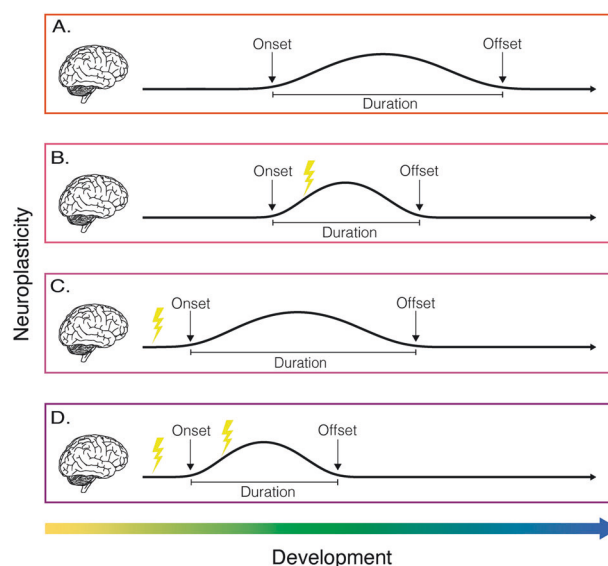 A.
Onset
Offset
Duration
B.
Onset
Offset
Duration
C.
Onset
Offset
Duration
D.
Onset
Offset
Duration
Neuroplasticity
Development